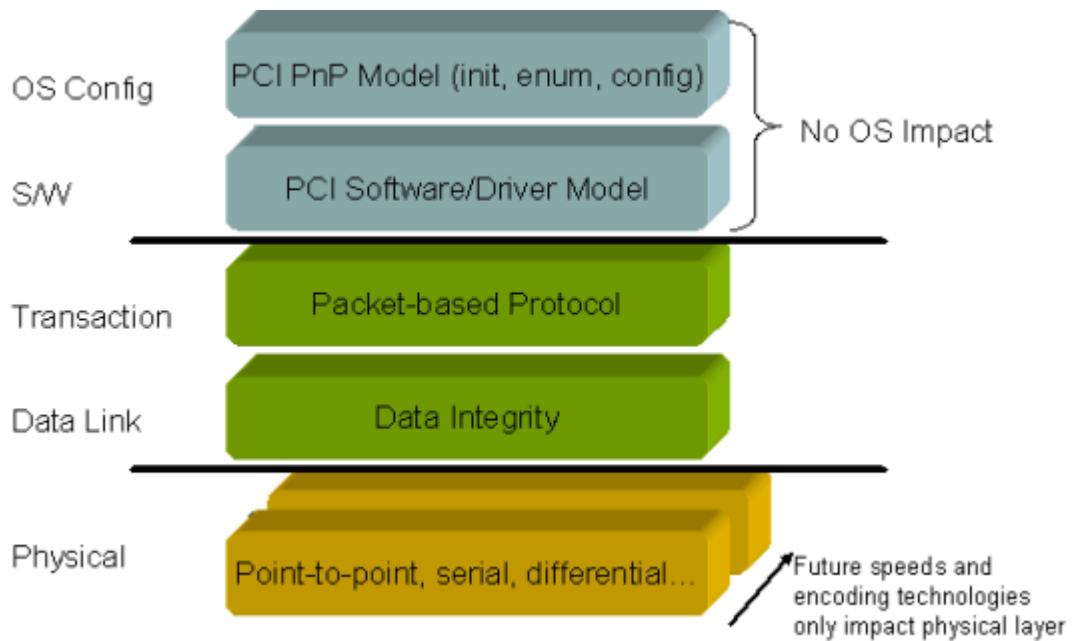 OS Config
PCI PnP Model (init, enum, config)
No OS Impact
S/W
PCI Software/Driver Model
Transaction
Packet-based Protocol
Data Link
Data Integrity
Physical
Point-to-point, serial, differential...
Future speeds and
encoding technologies
only impact physical layer